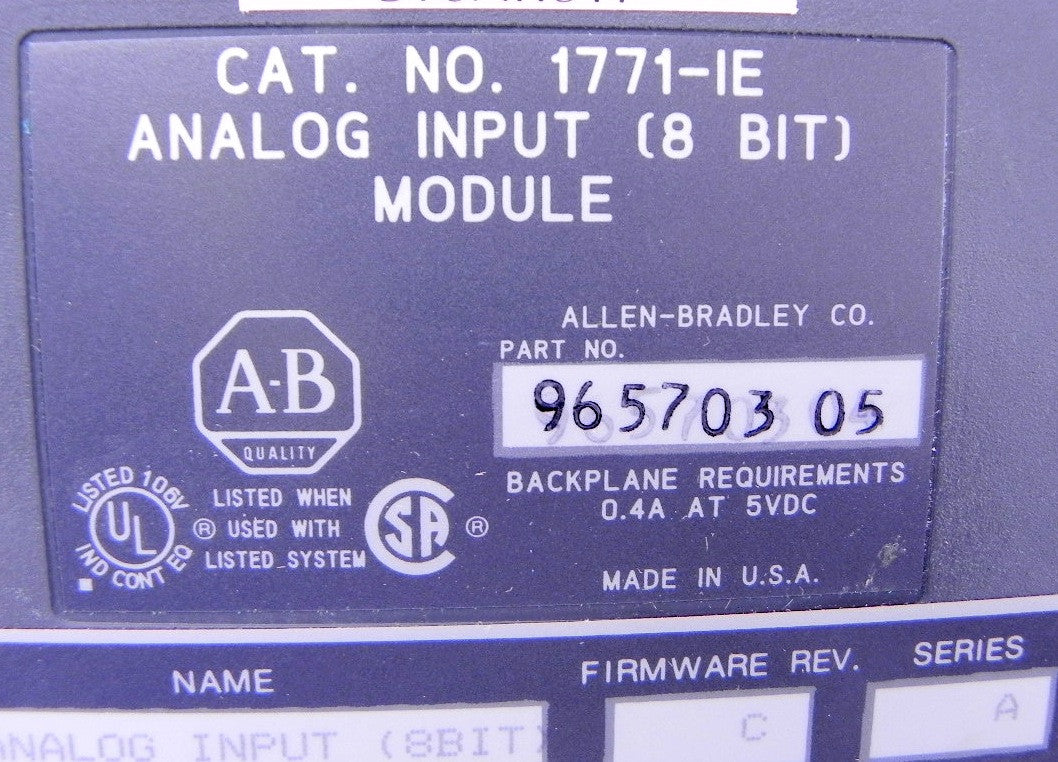 CAT. NO. 1771-IE
ANALOG INPUT (8 BIT)
MODULE
A-B
QUALITY
ALLEN-BRADLEY CO.
PART NO.
965703 05
BACKPLANE REQUIREMENTS
0.4A AT 5VDC
MADE IN U.S.A.
LISTED 106V
UL
IND CONT EQ
®
LISTED WHEN
USED WITH
LISTED SYSTEM
SA
®
NAME
FIRMWARE REV.
SERIES
ANALOG INPUT (8BIT)
C
A